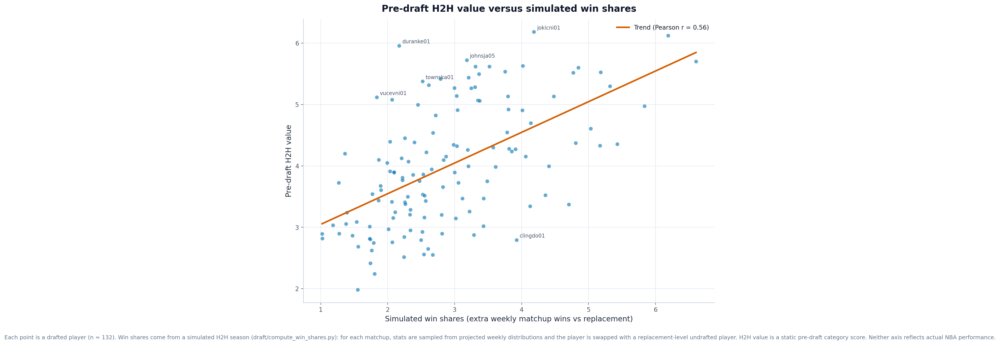 Pre-draft H2H value versus simulated win shares
jokicni01
Trend (Pearson r = 0.56)
duranke01
johnsja05
townska01
vucevni01
clingdo01
Pre-draft H2H value
6
5
4
3
2
1
2
3
4
5
6
Simulated win shares (extra weekly matchup wins vs replacement)
Each point is a drafted player (n ≈ 132). Win shares come from a simulated H2H season (draft/compute_win_shares.py): for each matchup, stats are sampled from projected weekly distributions and the player is swapped with a replacement-level undrafted player. H2H value is a static pre-draft category score. Neither axis reflects actual NBA performance.